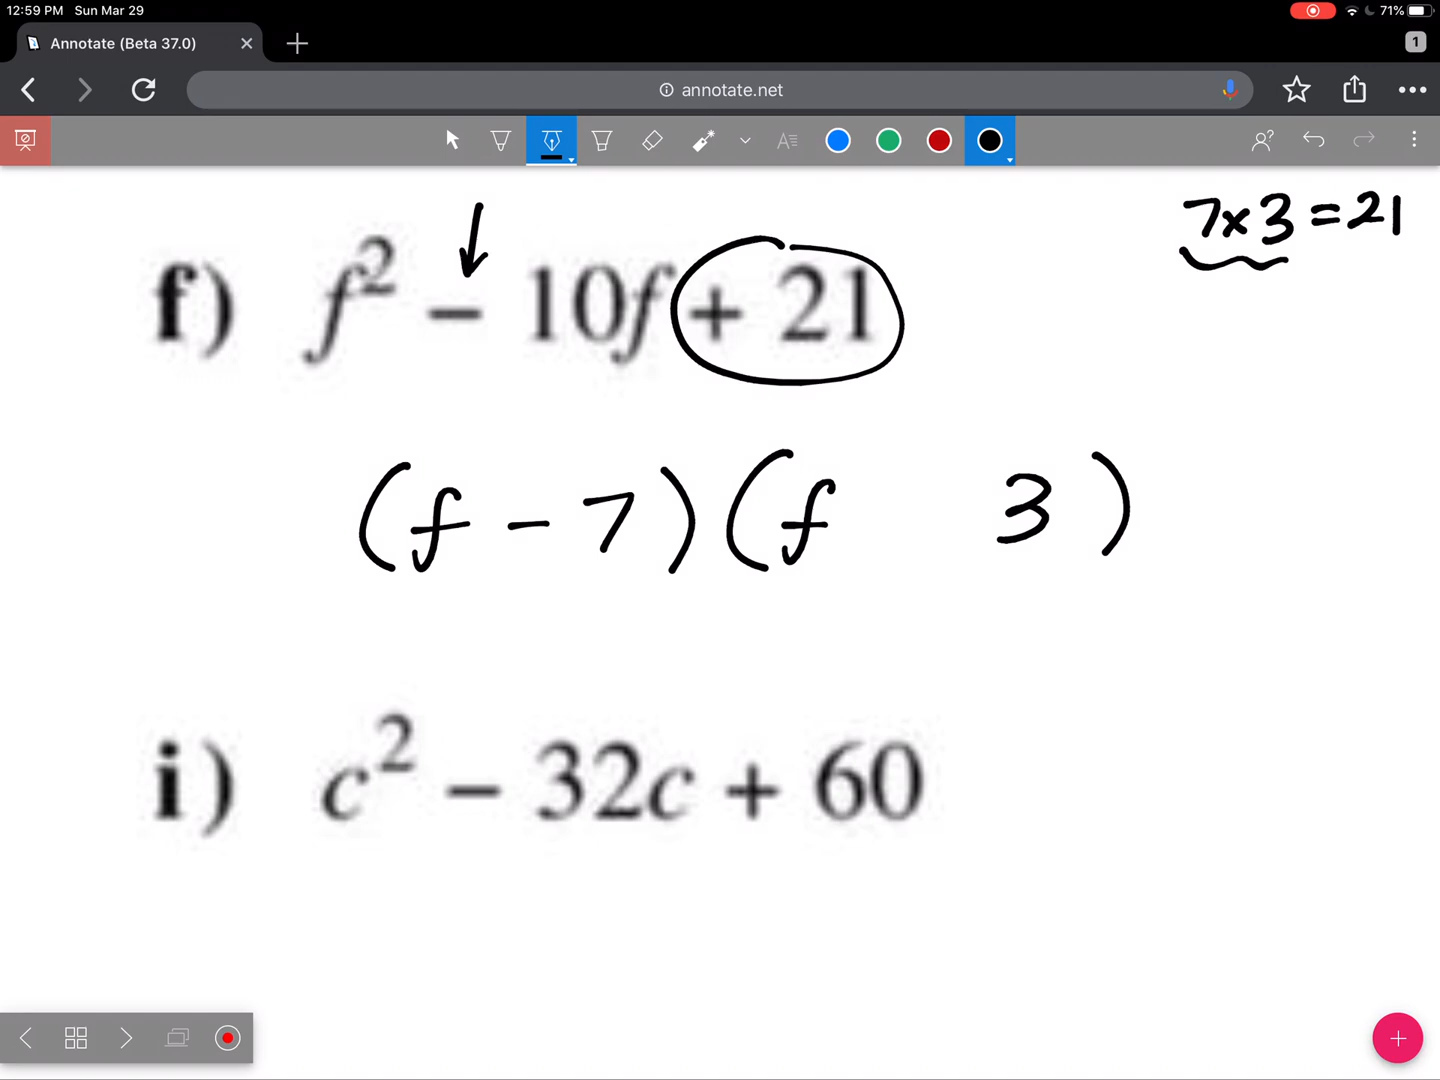 12:59 PM Sun Mar 29
71%
Annotate (Beta 37.0)
1
annotate.net
7x3=21
f) f² − 10f + 21
(f − 7)(f 3)
i) c² − 32c + 60